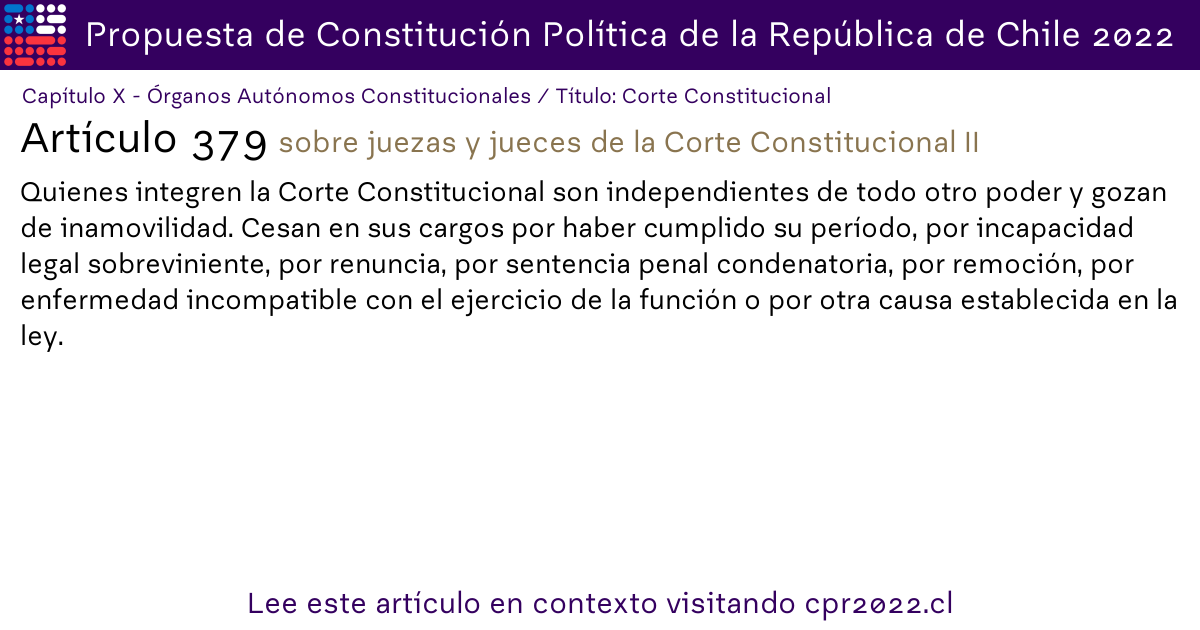 Propuesta de Constitución Política de la República de Chile 2022
Capítulo X - Órganos Autónomos Constitucionales / Título: Corte Constitucional
Artículo 379 sobre juezas y jueces de la Corte Constitucional II
Quienes integren la Corte Constitucional son independientes de todo otro poder y gozan
de inamovilidad. Cesan en sus cargos por haber cumplido su período, por incapacidad
legal sobreviniente, por renuncia, por sentencia penal condenatoria, por remoción, por
enfermedad incompatible con el ejercicio de la función o por otra causa establecida en la
ley.
Lee este artículo en contexto visitando cpr2022.cl